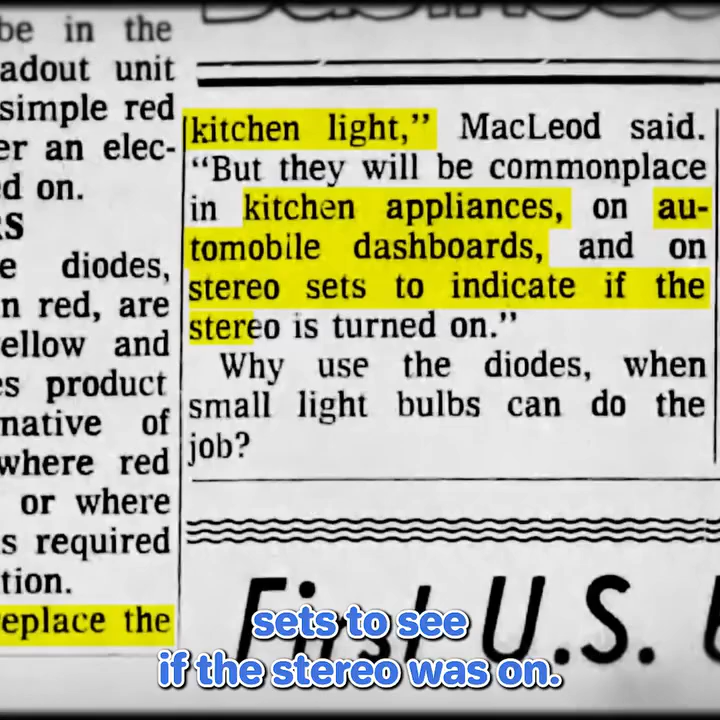 be in the
adout unit
simple red
er an elec-
ed on.
RS
e diodes,
n red, are
ellow and
es product
native of
where red
or where
s required
tion.
eplace the
kitchen light,” MacLeod said.
“But they will be commonplace
in kitchen appliances, on au-
tomobile dashboards, and on
stereo sets to indicate if the
stereo is turned on.”
Why use the diodes, when
small light bulbs can do the
job?
First U.S.
sets to see
if the stereo was on.